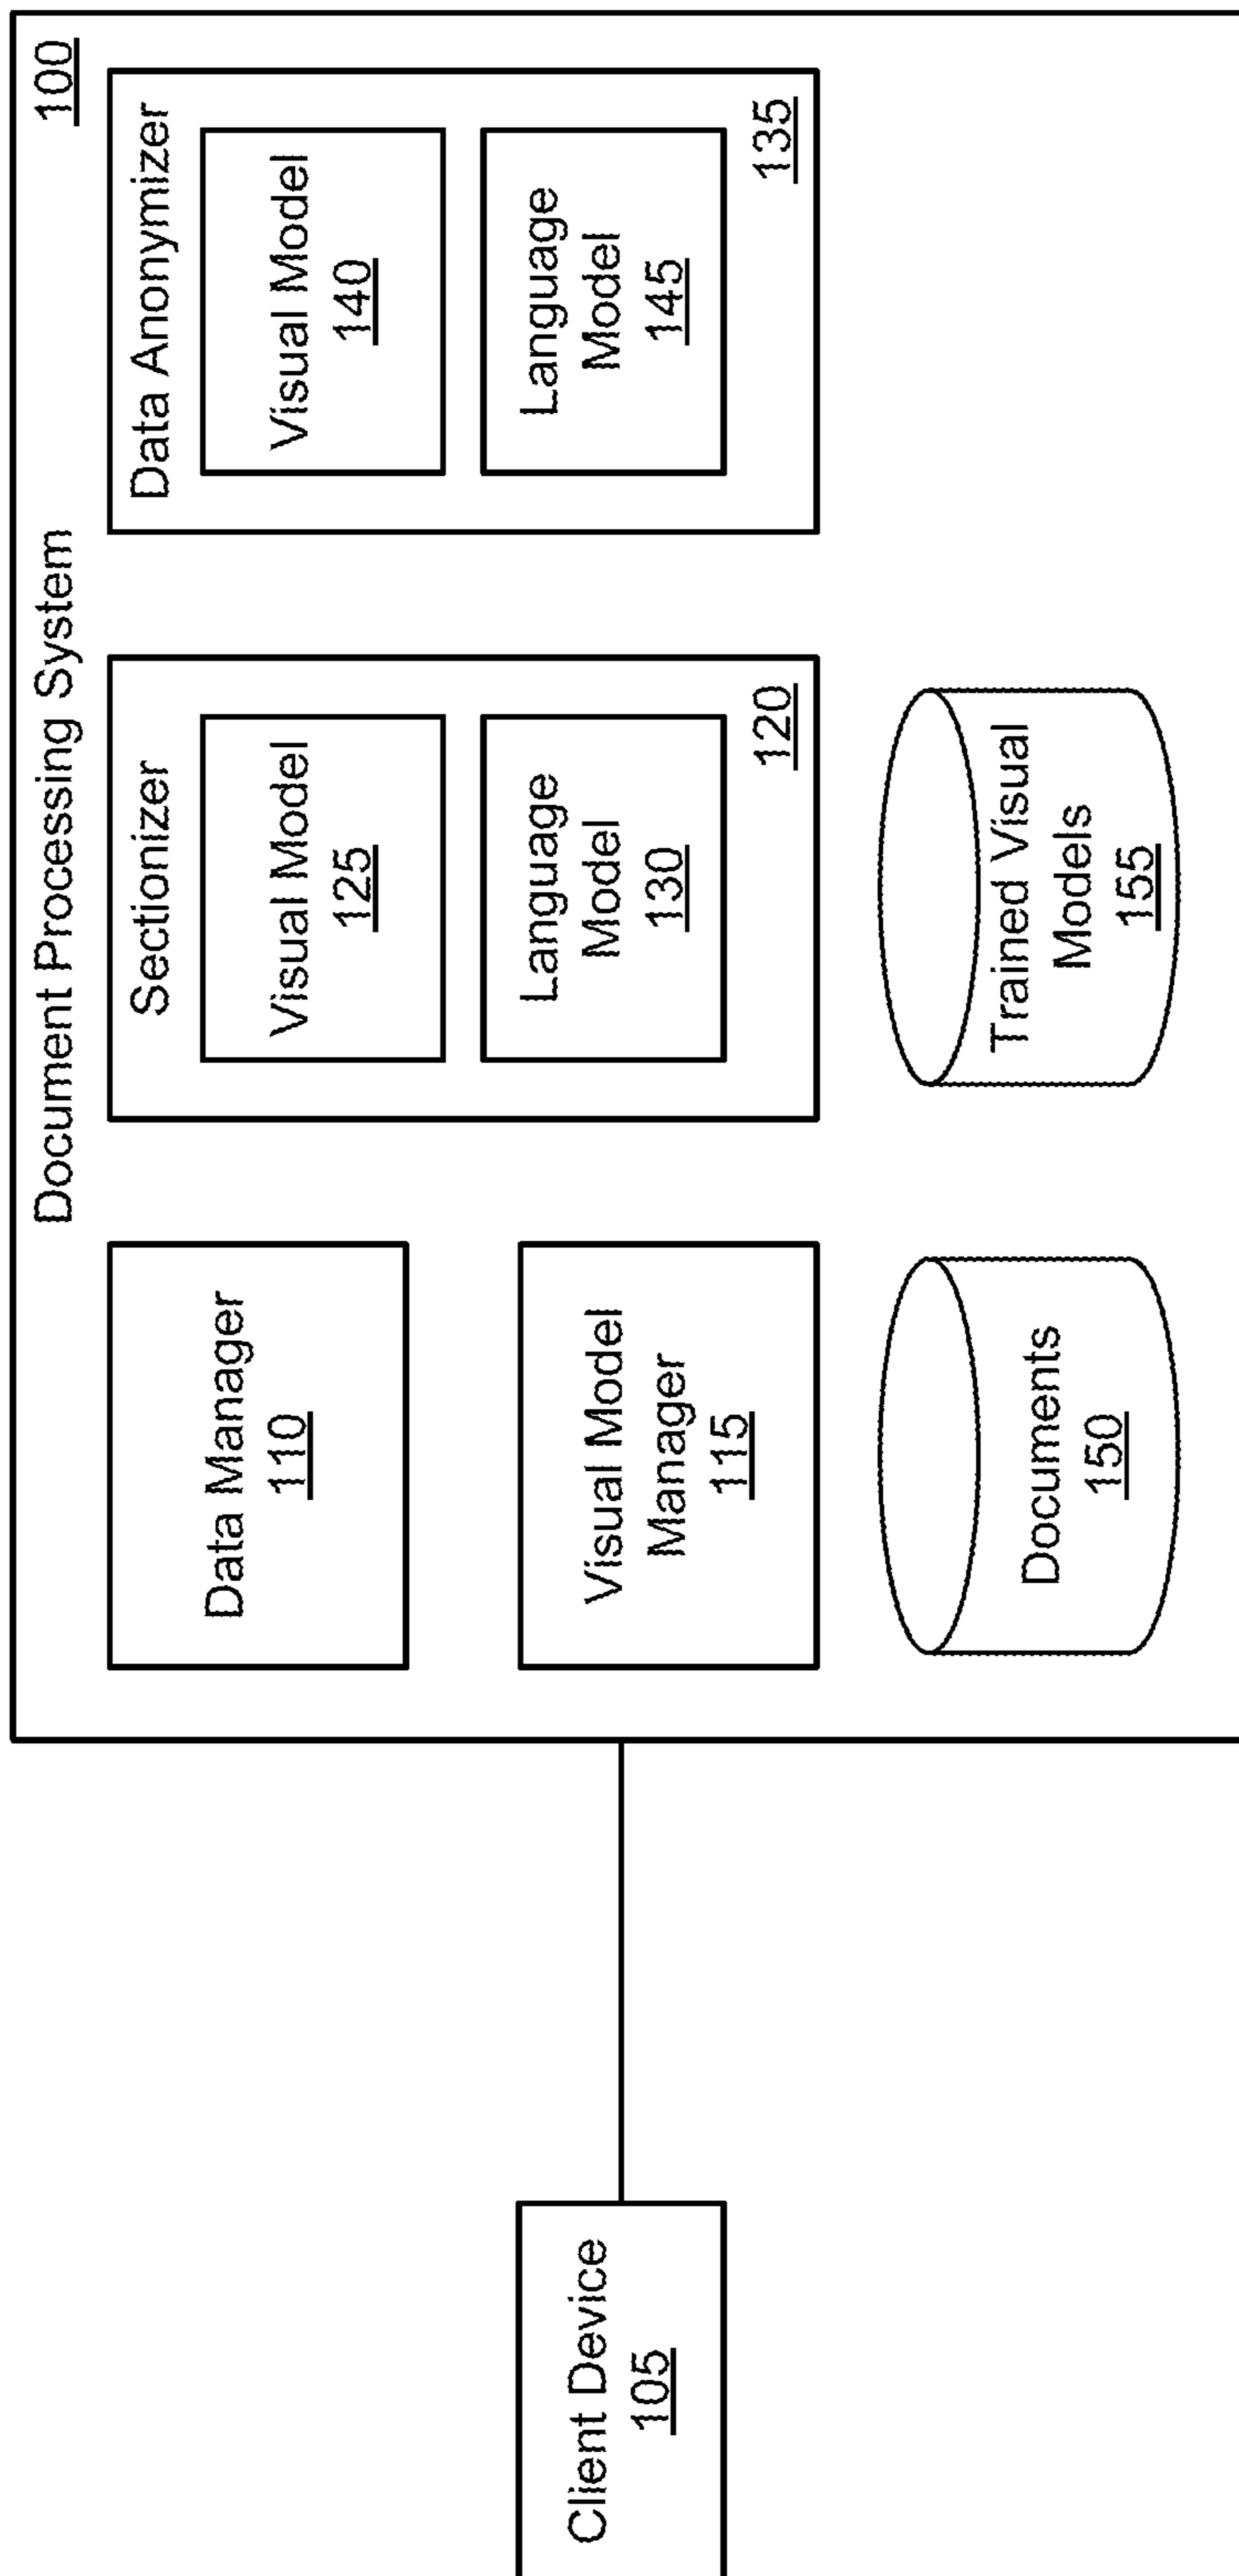 Document Processing System
100
Client Device
105
Data Manager
110
Visual Model
Manager
115
Documents
150
Sectionizer
Visual Model
125
Language
Model
130
120
Trained Visual
Models
155
Data Anonymizer
Visual Model
140
Language
Model
145
135